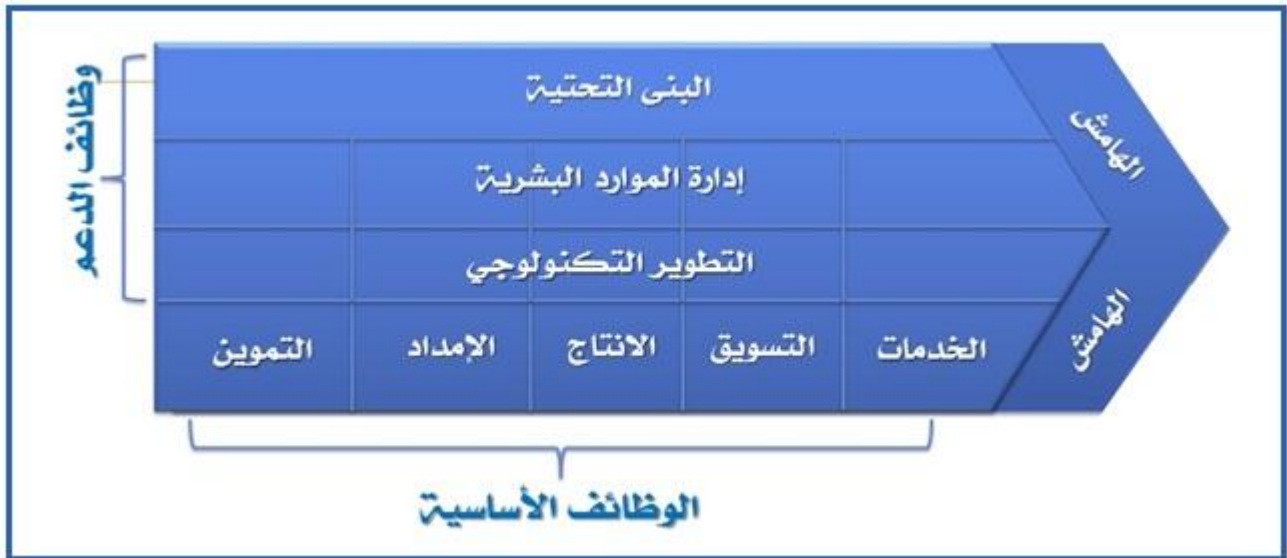 وظائف الدعم
البنى التحتية
إدارة الموارد البشرية
التطوير التكنولوجي
التموين
الإمداد
الانتاج
التسويق
الخدمات
الهامش
الهامش
الوظائف الأساسية